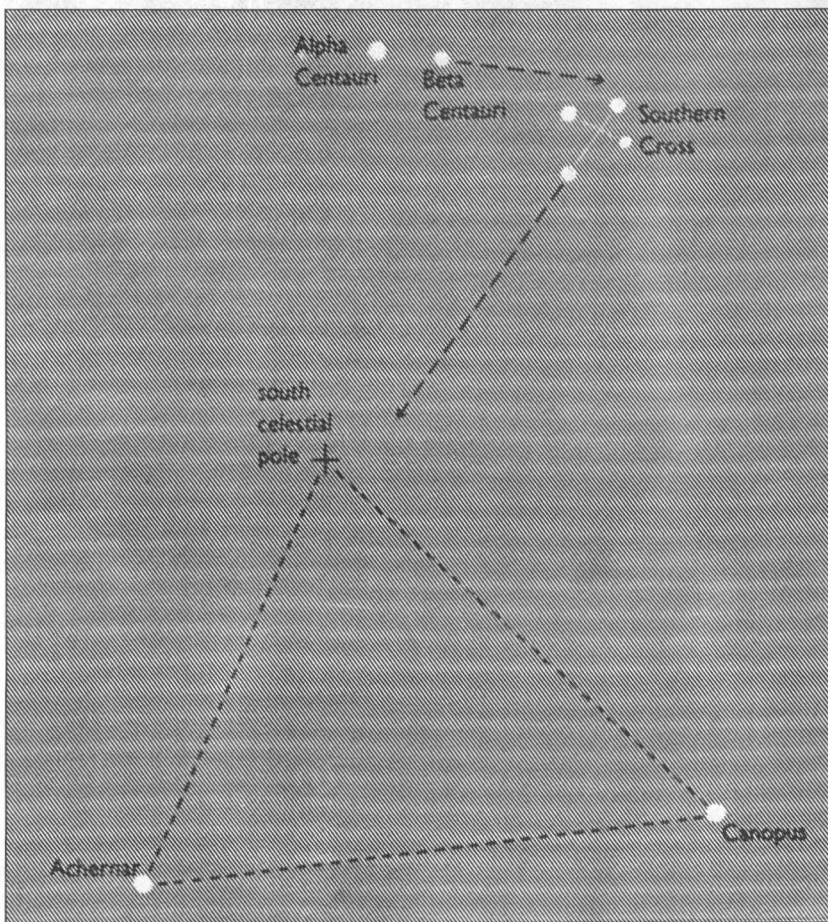 Alpha
Centauri
Beta
Centauri
Southern
Cross
south
celestial
pole
Canopus
Achernar